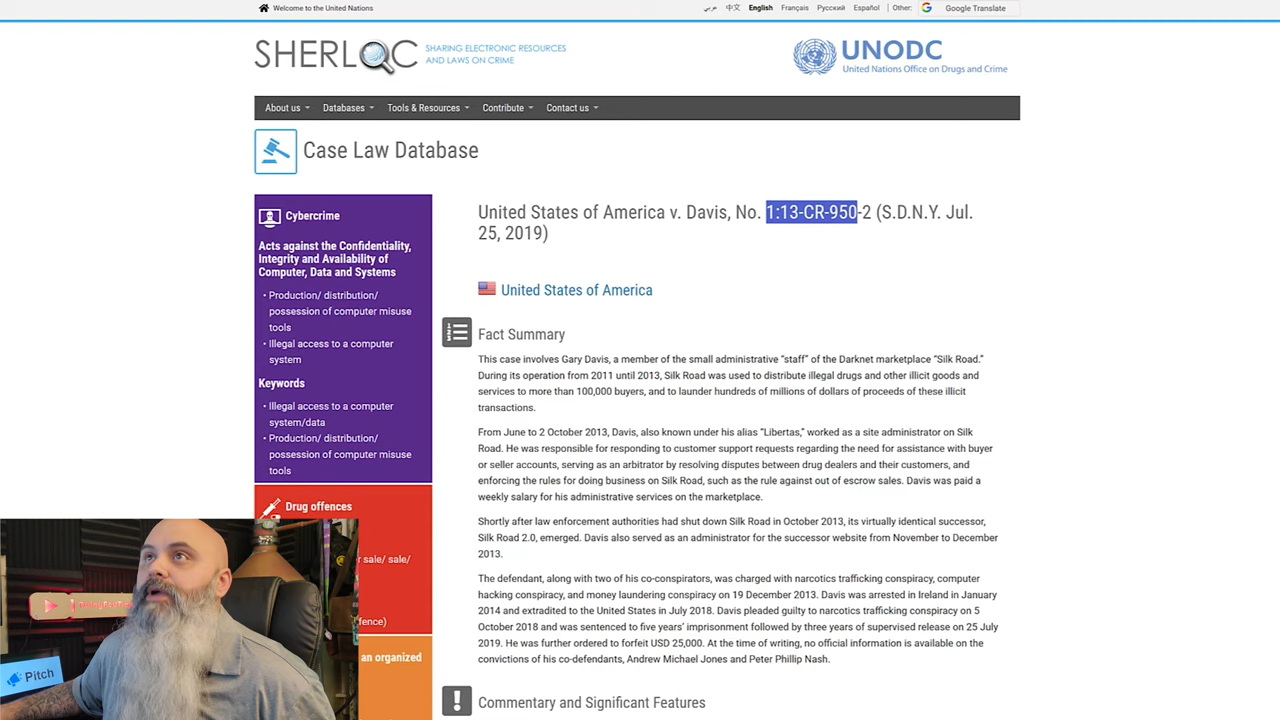 Welcome to the United Nations
عربي 中文 English Français Русский Español Other: Google Translate
SHERLOC SHARING ELECTRONIC RESOURCES
AND LAWS ON CRIME
UNODC
United Nations Office on Drugs and Crime
About us Databases Tools & Resources Contribute Contact us
Case Law Database
Cybercrime
Acts against the Confidentiality,
Integrity and Availability of
Computer, Data and Systems
• Production/ distribution/
possession of computer misuse
tools
• Illegal access to a computer
system
Keywords
• Illegal access to a computer
system/data
• Production/ distribution/
possession of computer misuse
tools
Drug offences
r sale/ sale/
fence)
an organized
United States of America v. Davis, No. 1:13-CR-950-2 (S.D.N.Y. Jul.
25, 2019)
United States of America
Fact Summary
This case involves Gary Davis, a member of the small administrative “staff” of the Darknet marketplace “Silk Road.”
During its operation from 2011 until 2013, Silk Road was used to distribute illegal drugs and other illicit goods and
services to more than 100,000 buyers, and to launder hundreds of millions of dollars of proceeds of these illicit
transactions.
From June to 2 October 2013, Davis, also known under his alias “Libertas,” worked as a site administrator on Silk
Road. He was responsible for responding to customer support requests regarding the need for assistance with buyer
or seller accounts, serving as an arbitrator by resolving disputes between drug dealers and their customers, and
enforcing the rules for doing business on Silk Road, such as the rule against out of escrow sales. Davis was paid a
weekly salary for his administrative services on the marketplace.
Shortly after law enforcement authorities had shut down Silk Road in October 2013, its virtually identical successor,
Silk Road 2.0, emerged. Davis also served as an administrator for the successor website from November to December
2013.
The defendant, along with two of his co-conspirators, was charged with narcotics trafficking conspiracy, computer
hacking conspiracy, and money laundering conspiracy on 19 December 2013. Davis was arrested in Ireland in January
2014 and extradited to the United States in July 2018. Davis pleaded guilty to narcotics trafficking conspiracy on 5
October 2018 and was sentenced to five years’ imprisonment followed by three years of supervised release on 25 July
2019. He was further ordered to forfeit USD 25,000. At the time of writing, no official information is available on the
convictions of his co-defendants, Andrew Michael Jones and Peter Phillip Nash.
Commentary and Significant Features
Pitch